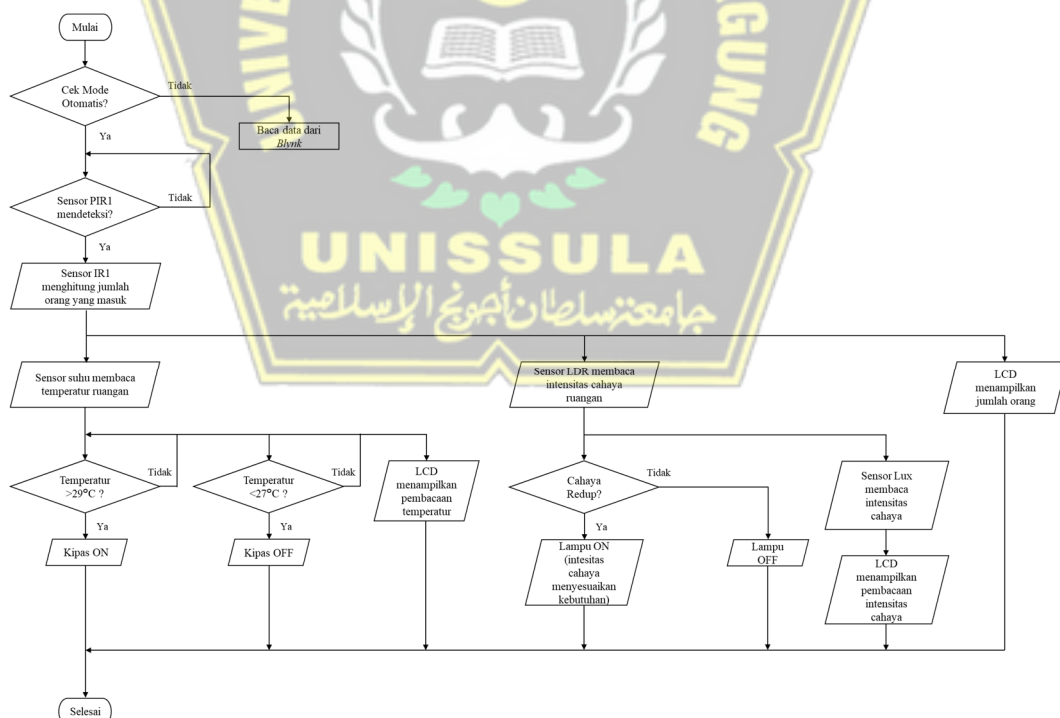 Mulai
Cek Mode
Otomatis?
Tidak
Baca data dari
Blynk
Ya
Sensor PIR1
mendeteksi?
Tidak
Ya
Sensor IR1
menghitung jumlah
orang yang masuk
UNISSULA
جامعتنسلطان أجونج الإسلامية
AGUNG
Sensor suhu membaca
temperatur ruangan
Sensor LDR membaca
intensitas cahaya
ruangan
LCD
menampilkan
jumlah orang
Temperatur
>29°C ?
Tidak
Ya
Kipas ON
Temperatur
<27°C ?
Tidak
Ya
Kipas OFF
LCD
menampilkan
pembacaan
temperatur
Cahaya
Redup?
Tidak
Ya
Lampu ON
(intesitas
cahaya
menyesuaikan
kebutuhan)
Lampu
OFF
Sensor Lux
membaca
intensitas
cahaya
LCD
menampilkan
pembacaan
intensitas
cahaya
Selesai